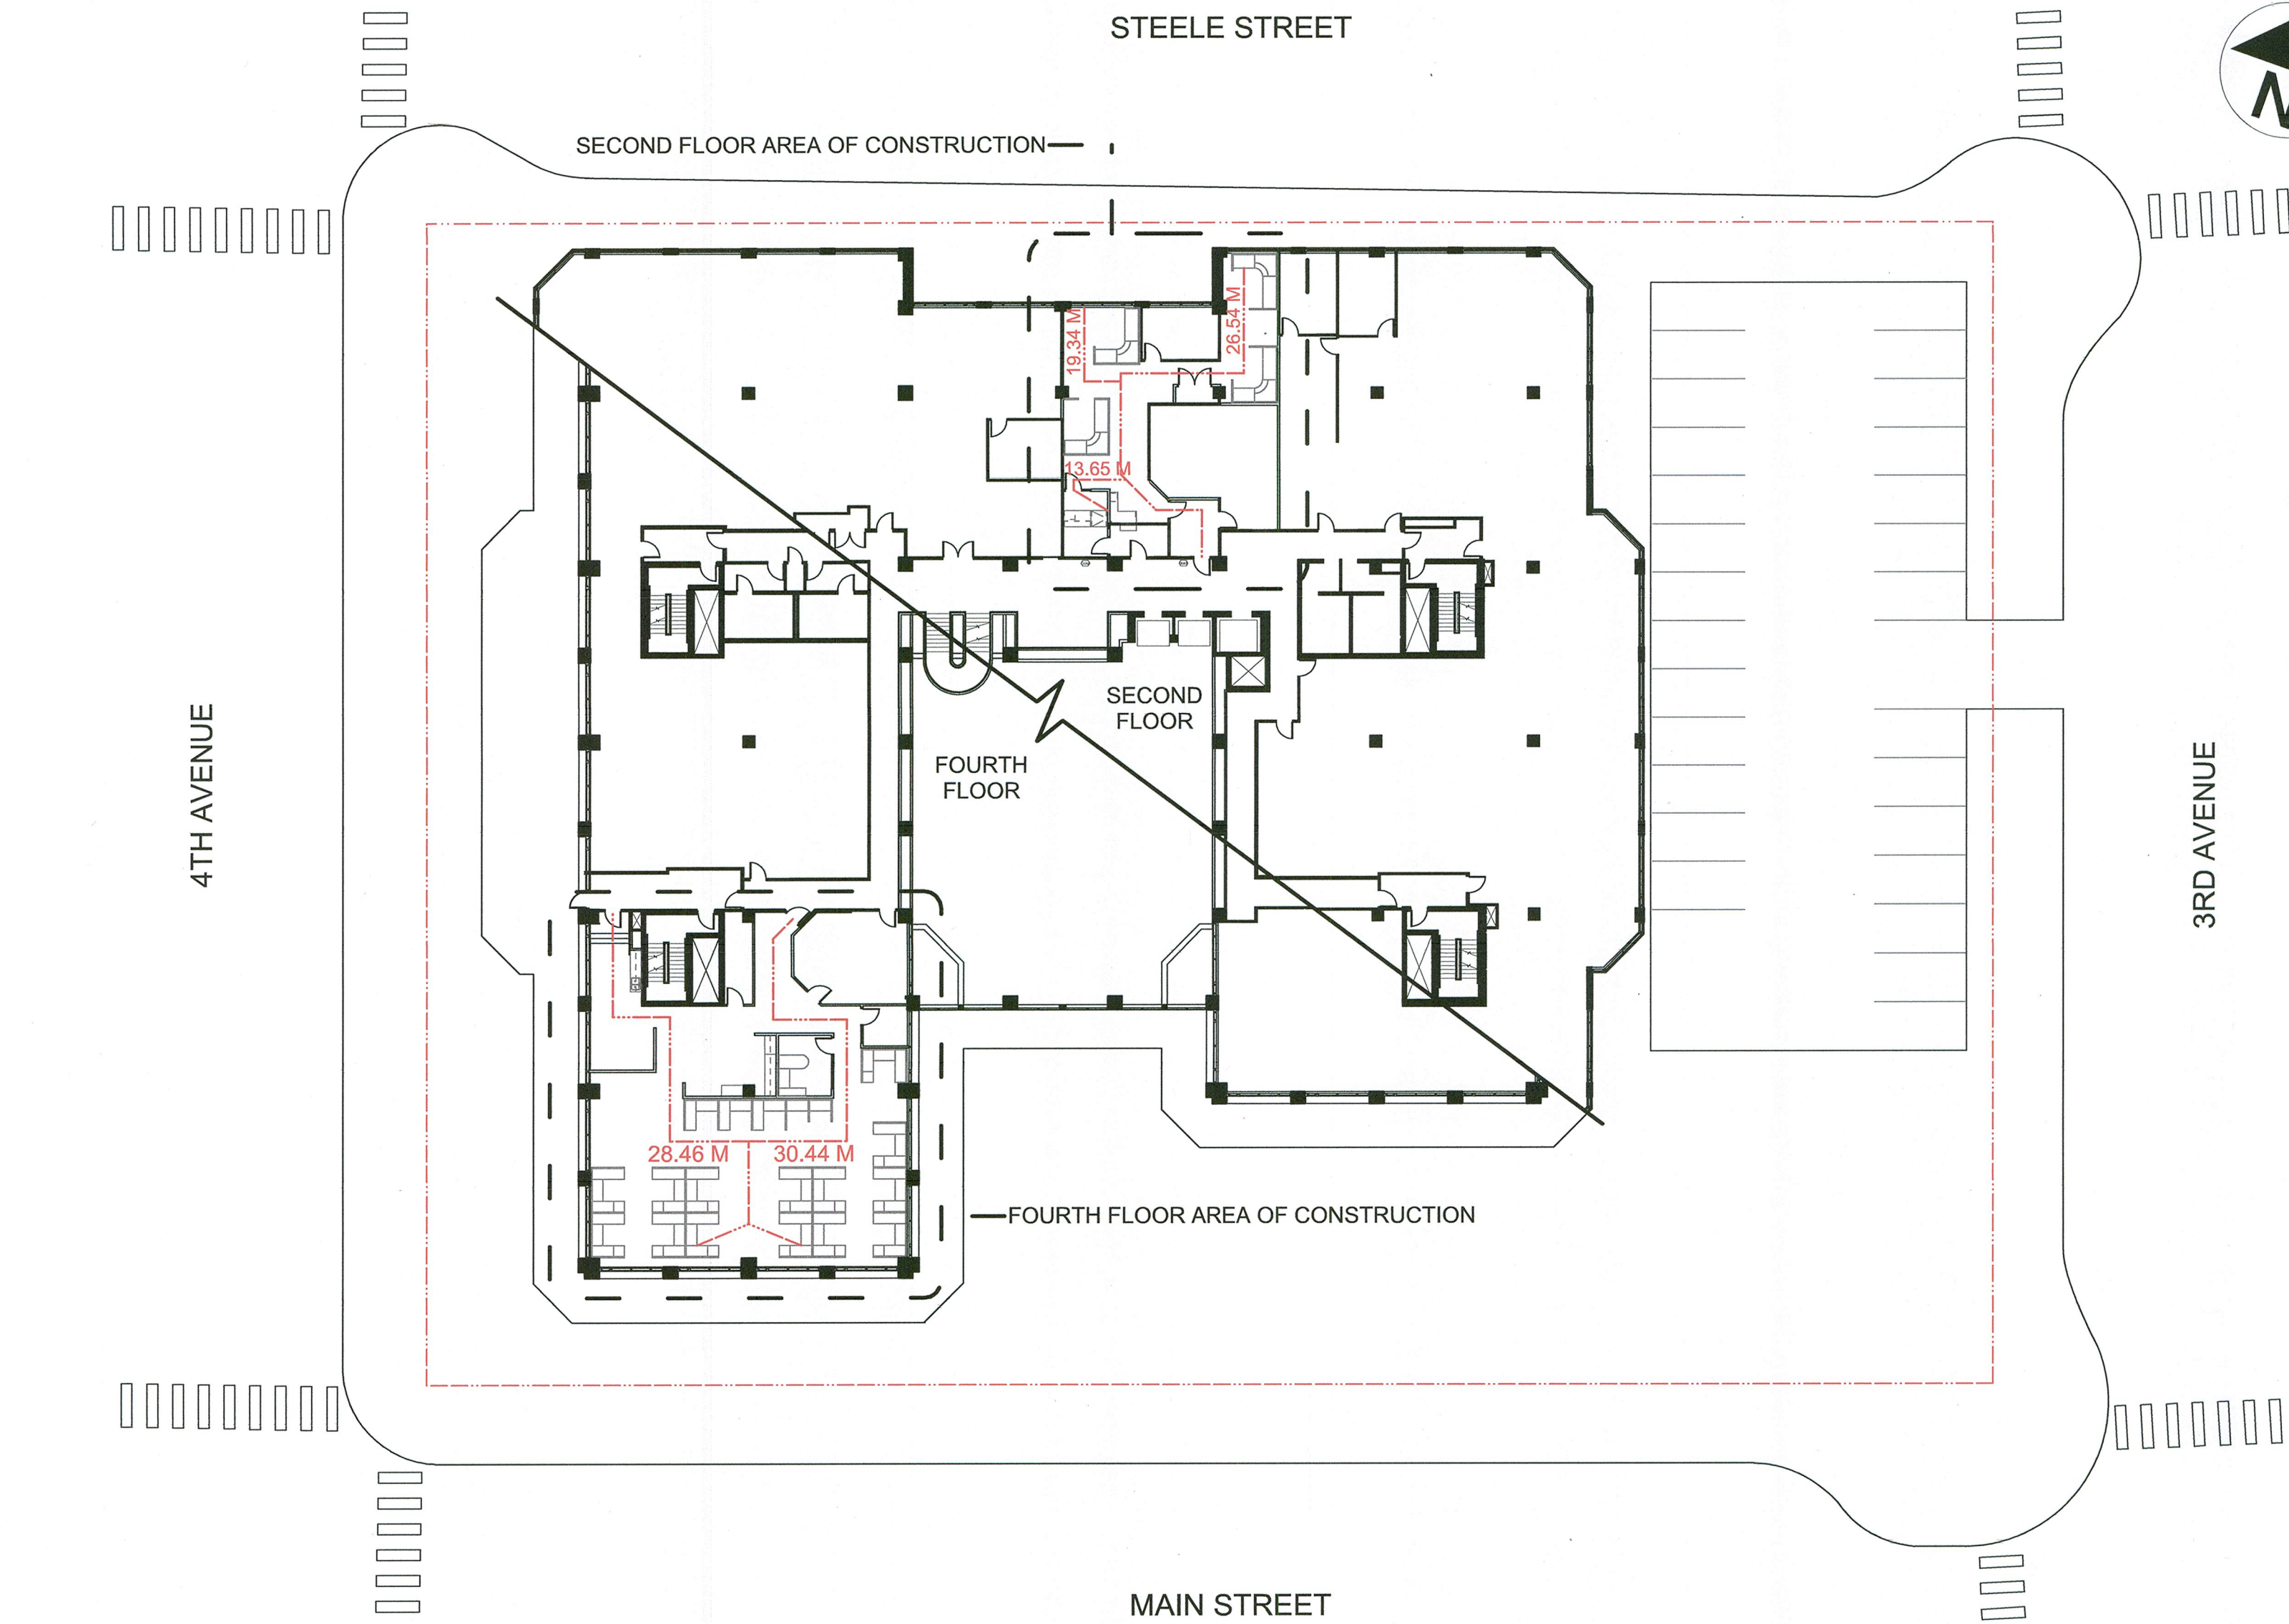 STEELE STREET
N
SECOND FLOOR AREA OF CONSTRUCTION
19.34 M
26.54 M
13.65 M
SECOND
FLOOR
FOURTH
FLOOR
4TH AVENUE
3RD AVENUE
28.46 M
30.44 M
FOURTH FLOOR AREA OF CONSTRUCTION
MAIN STREET